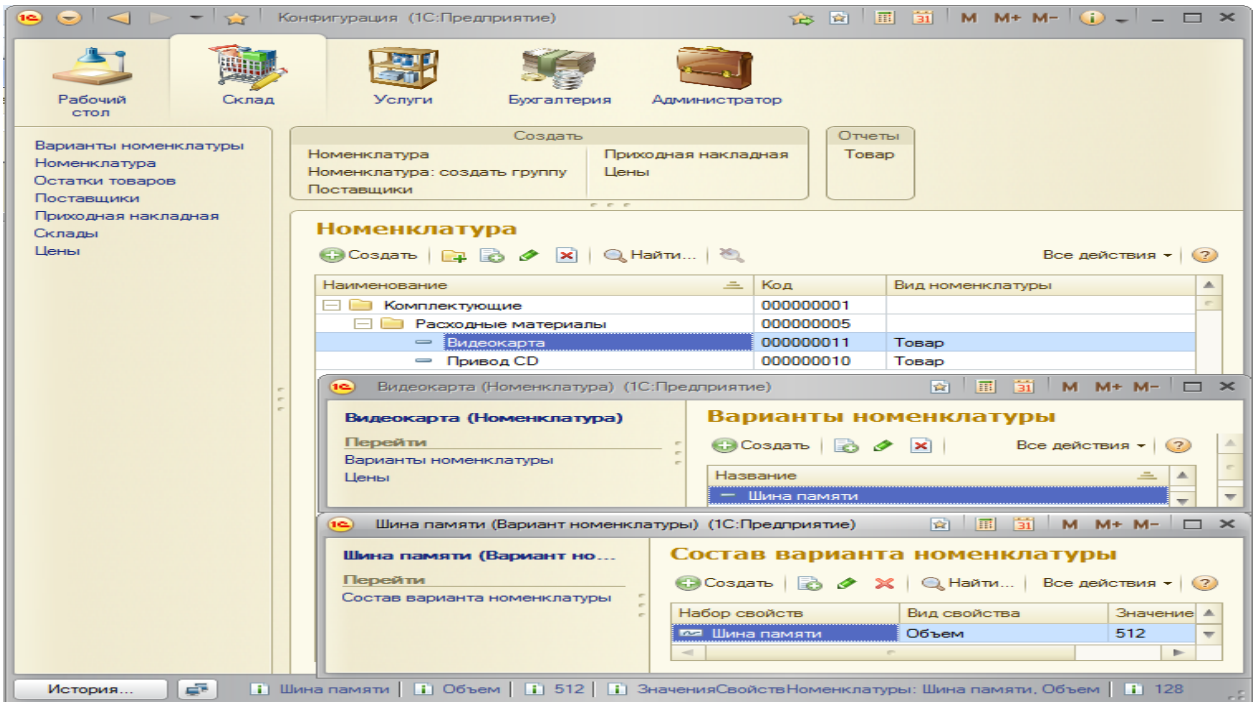 Конфигурация (1С:Предприятие)
31 M M+ M-
Рабочий стол
Склад
Услуги
Бухгалтерия
Администратор
Варианты номенклатуры
Номенклатура
Остатки товаров
Поставщики
Приходная накладная
Склады
Цены
Создать
Номенклатура
Номенклатура: создать группу
Поставщики
Приходная накладная
Цены
Отчеты
Товар
Номенклатура
Создать Найти... Все действия
Наименование Код Вид номенклатуры
Комплектующие 000000001
Расходные материалы 000000005
Видеокарта 000000011 Товар
Привод CD 000000010 Товар
Видеокарта (Номенклатура) (1С:Предприятие) 31 M M+ M-
Видеокарта (Номенклатура)
Перейти
Варианты номенклатуры
Цены
Варианты номенклатуры
Создать Все действия
Название
Шина памяти
Шина памяти (Вариант номенклатуры) (1С:Предприятие) 31 M M+ M-
Шина памяти (Вариант но...
Перейти
Состав варианта номенклатуры
Состав варианта номенклатуры
Создать Найти... Все действия
Набор свойств Вид свойства Значение
Шина памяти Объем 512
История... Шина памяти Объем 512 ЗначенияСвойствНоменклатуры: Шина памяти, Объем 128